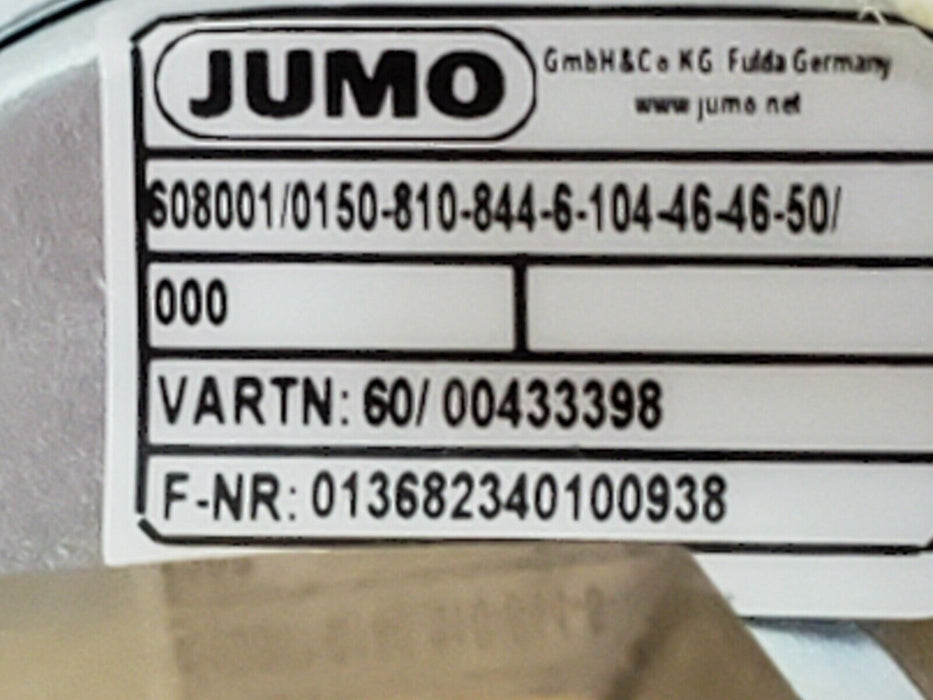 JUMO
GmbH & Co KG Fulda Germany
www jumo net
608001/0150-810-844-6-104-46-46-50/
000
VARTN: 60/ 00433398
F-NR: 013682340100938